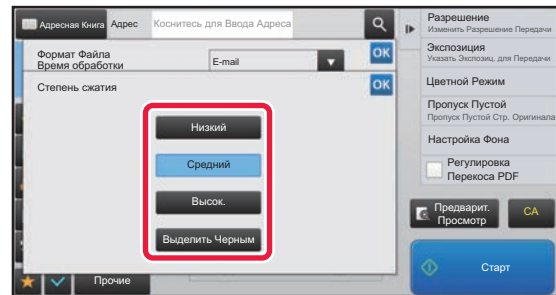 Адресная Книга
Адрес
Коснитесь для Ввода Адреса
Формат Файла
Время обработки
E-mail
OK
Степень сжатия
OK
Низкий
Средний
Высок.
Выделить Черным
Прочие
Разрешение
Изменить Разрешение Передачи
Экспозиция
Указать Экспозиц. для Передачи
Цветной Режим
Пропуск Пустой
Пропуск Пустой Стр. Оригинала
Настройка Фона
Регулировка
Перекоса PDF
Предварит.
Просмотр
CA
Старт